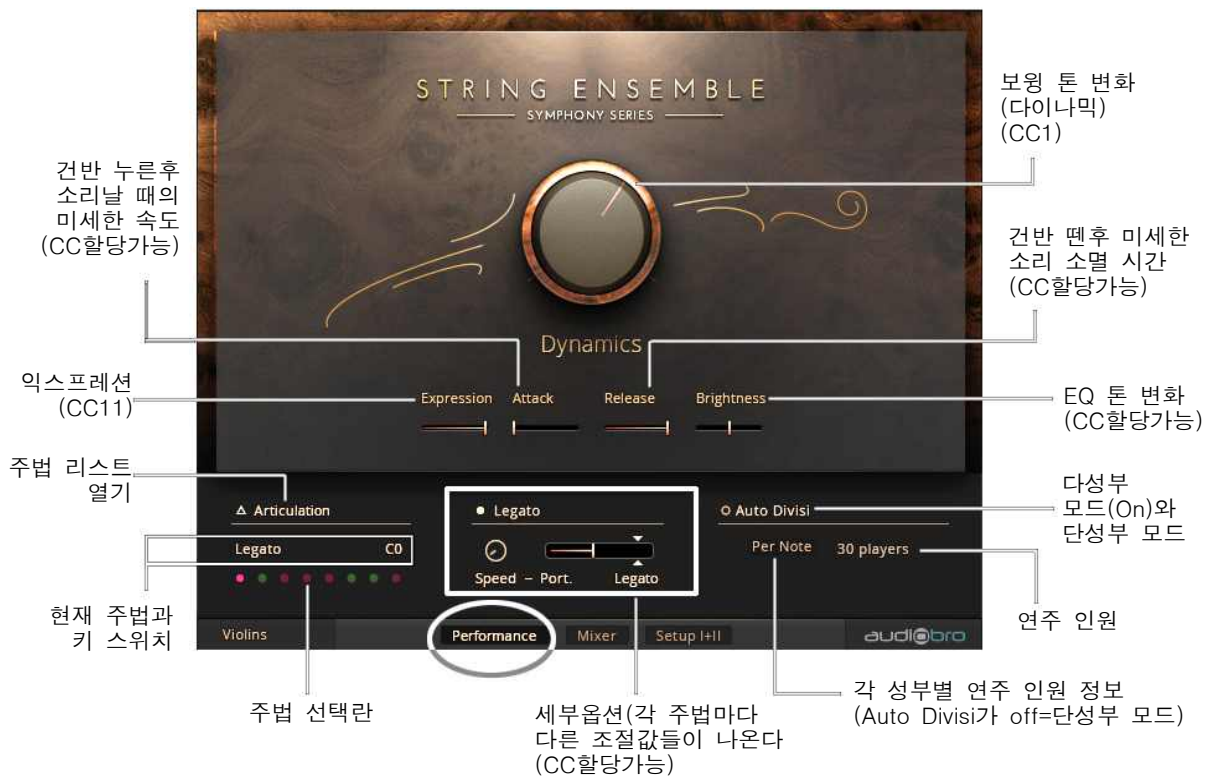 STRING ENSEMBLE
SYMPHONY SERIES
보윙 톤 변화
(다이나믹)
(CC1)
건반 누른후
소리날 때의
미세한 속도
(CC할당가능)
건반 뗀후 미세한
소리 소멸 시간
(CC할당가능)
Dynamics
익스프레션
(CC11)
Expression
Attack
Release
Brightness
EQ 톤 변화
(CC할당가능)
주법 리스트
열기
Articulation
Legato
Auto Divisi
다성부
모드(On)와
단성부 모드
Legato
C0
Speed – Port.
Legato
Per Note
30 players
현재 주법과
키 스위치
연주 인원
Violins
Performance
Mixer
Setup I+II
audiobro
주법 선택란
세부옵션(각 주법마다
다른 조절값들이 나온다
(CC할당가능)
각 성부별 연주 인원 정보
(Auto Divisi가 off=단성부 모드)